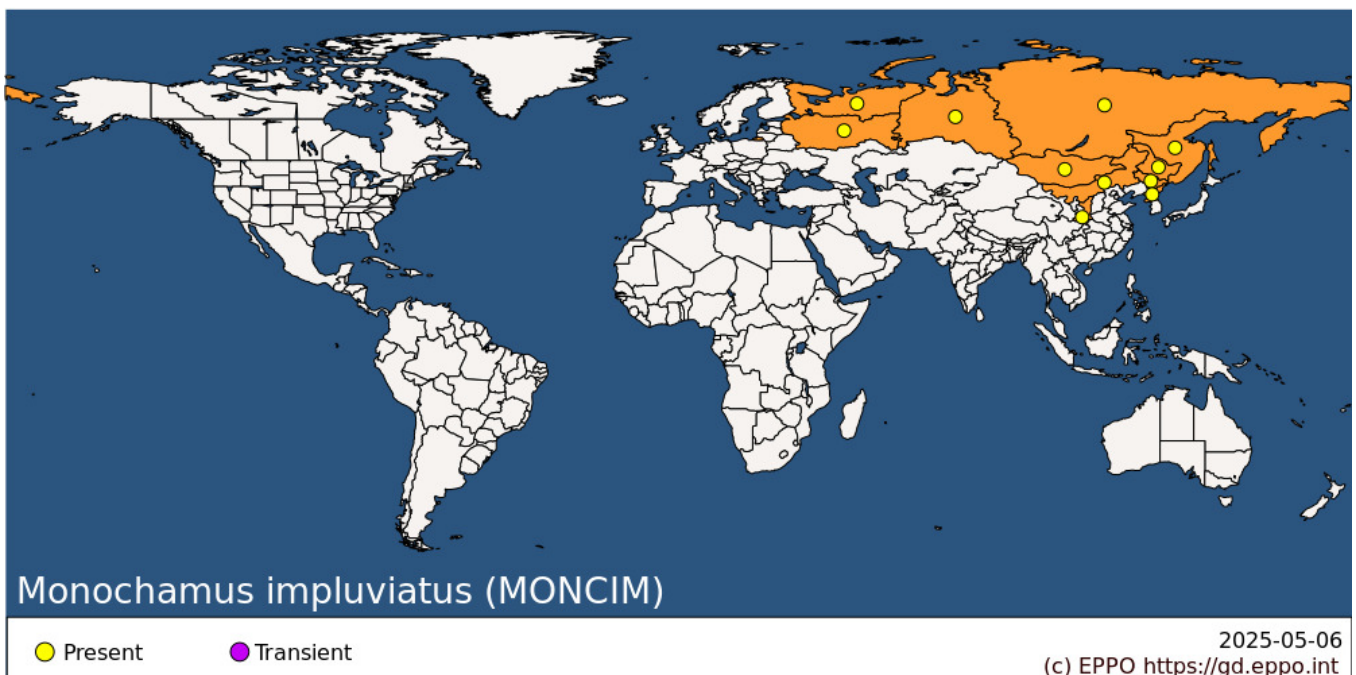 Monochamus impluviatus (MONCIM)
Present
Transient
2025-05-06
(c) EPPO https://gd.eppo.int